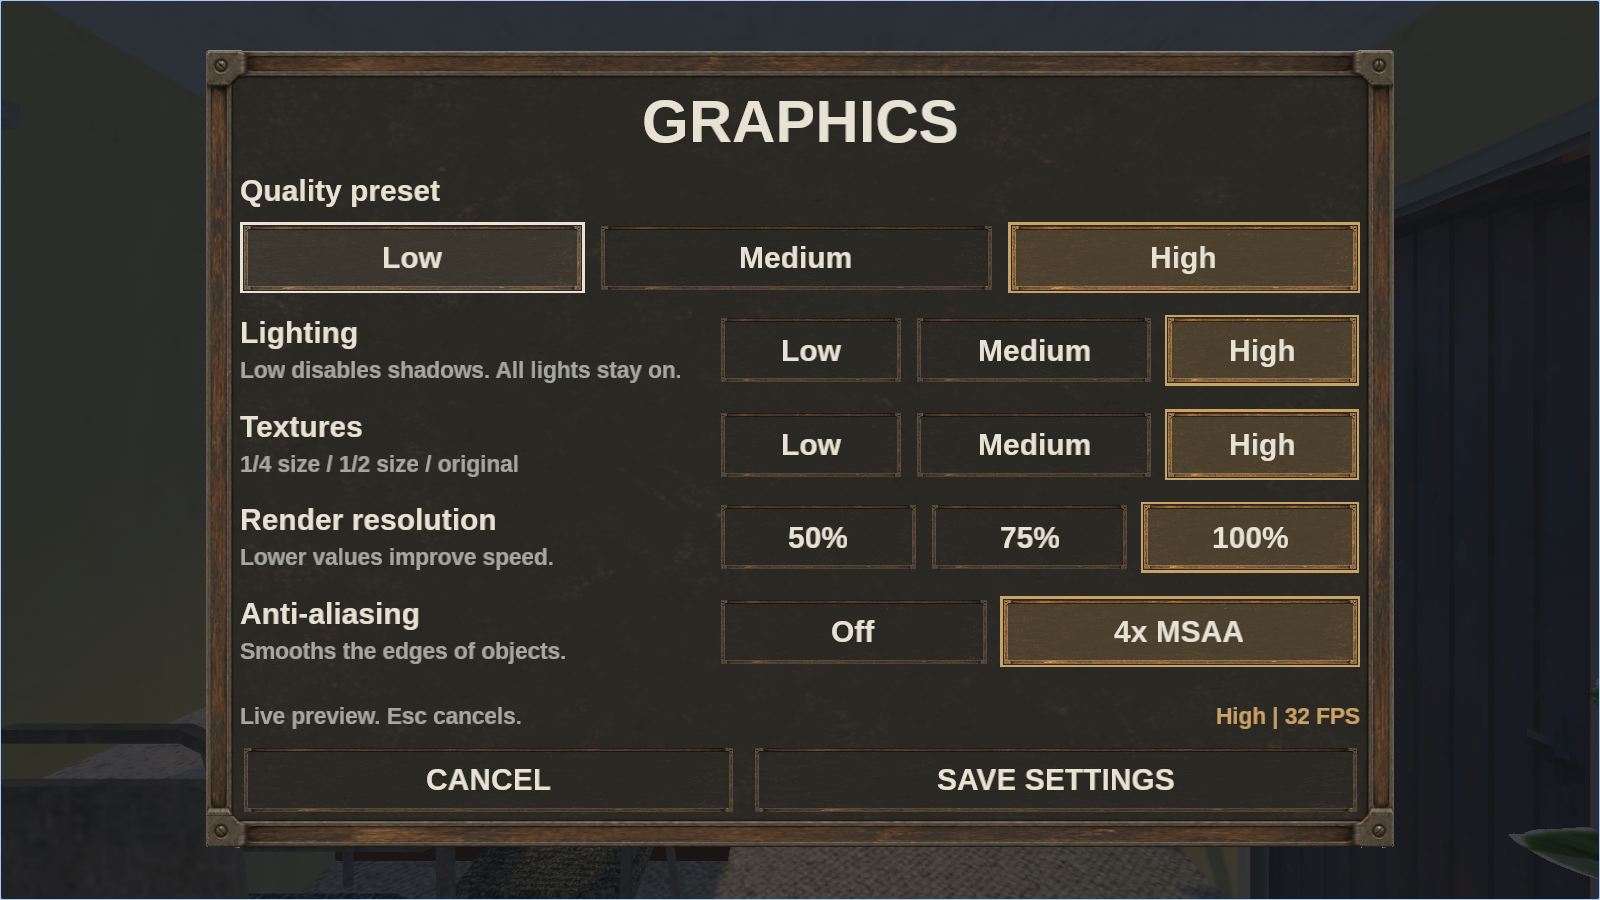 GRAPHICS
Quality preset
Low Medium High
Lighting
Low disables shadows. All lights stay on.
Low Medium High
Textures
1/4 size / 1/2 size / original
Low Medium High
Render resolution
Lower values improve speed.
50% 75% 100%
Anti-aliasing
Smooths the edges of objects.
Off 4x MSAA
Live preview. Esc cancels.
High | 32 FPS
CANCEL SAVE SETTINGS